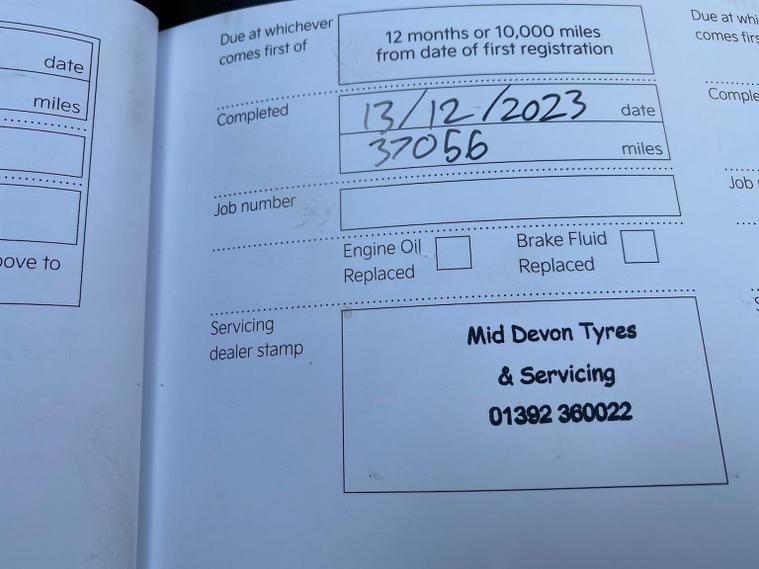 date
miles
ove to
Due at whichever
comes first of
12 months or 10,000 miles
from date of first registration
Completed
13/12/2023 date
37056 miles
Job number
Engine Oil
Replaced
Brake Fluid
Replaced
Servicing
dealer stamp
Mid Devon Tyres
& Servicing
01392 360022
Due at whi
comes firs
Comple
Job